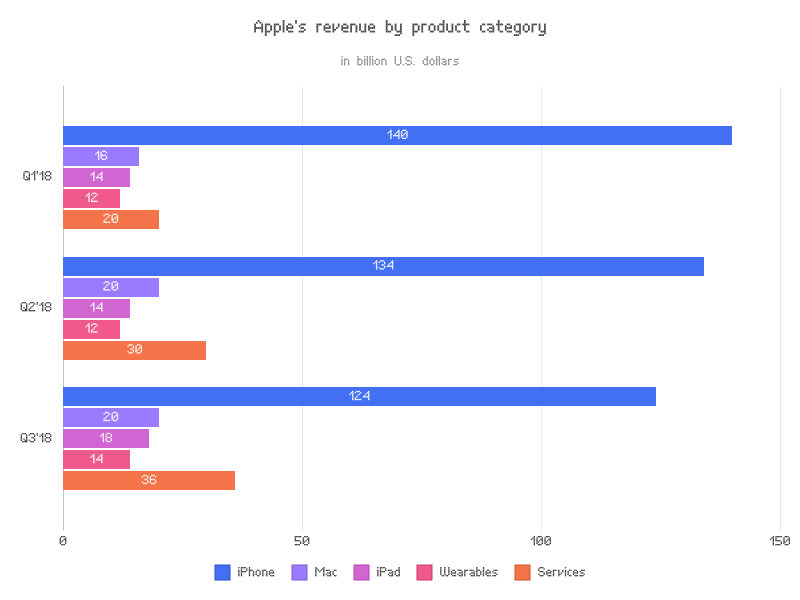 Apple's revenue by product category
in billion U.S. dollars
140
16
Q1'18
14
12
20
134
20
Q2'18
14
12
30
124
20
Q3'18
18
14
36
0 50 100 150
iPhone Mac iPad Wearables Services